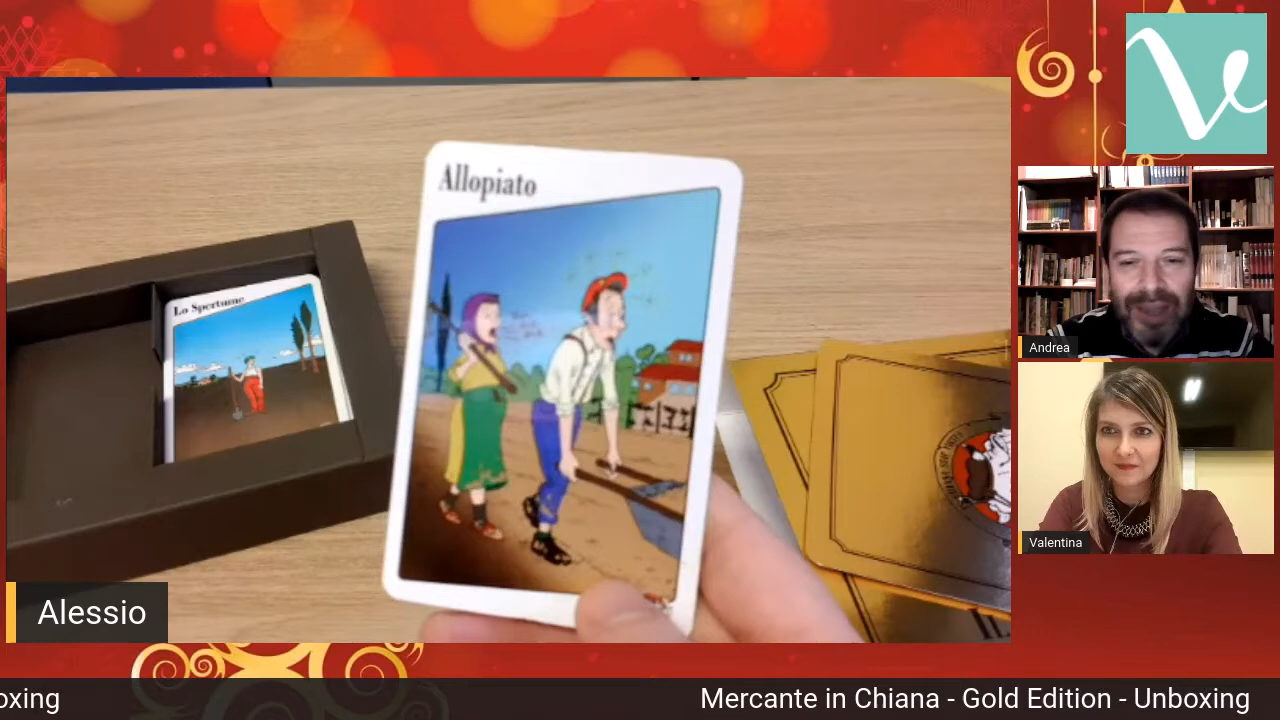 Allopiato
Lo Spertume
Andrea
Valentina
Alessio
oxing
Mercante in Chiana - Gold Edition - Unboxing